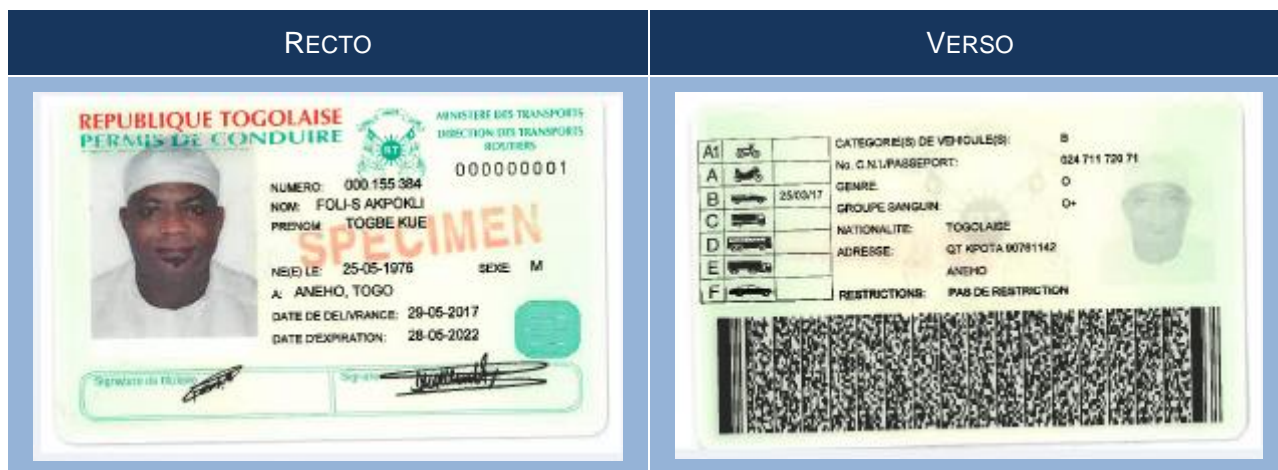 RECTO
VERSO
REPUBLIQUE TOGOLAISE
PERMIS DE CONDUIRE
MINISTERE DES TRANSPORTS
DIRECTION DES TRANSPORTS
ROUTIERS
000000001
NUMERO: 000 155 384
NOM: FOLI-S AKPOKLI
PRENOM TOGBE KUE
SPECIMEN
NE(E) LE: 25-05-1976 SEXE M
A: ANEHO, TOGO
DATE DE DELIVRANCE: 29-05-2017
DATE D'EXPIRATION: 28-05-2022
Signature du titulaire
A1
A
B 25/03/17
C
D
E
F
CATEGORIE(S) DE VEHICULE(S): B
No. C.N.I./PASSEPORT: 024 711 720 71
GENRE: O
GROUPE SANGUIN: O+
NATIONALITE: TOGOLAISE
ADRESSE: QT KPOTA 90761142
ANEHO
RESTRICTIONS: PAS DE RESTRICTION